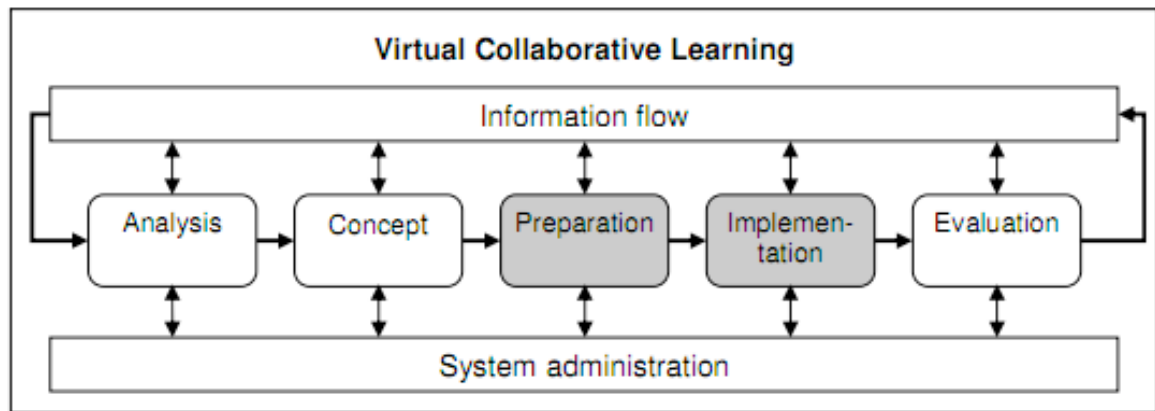 Virtual Collaborative Learning
Information flow
Analysis
Concept
Preparation
Implemen-
tation
Evaluation
System administration